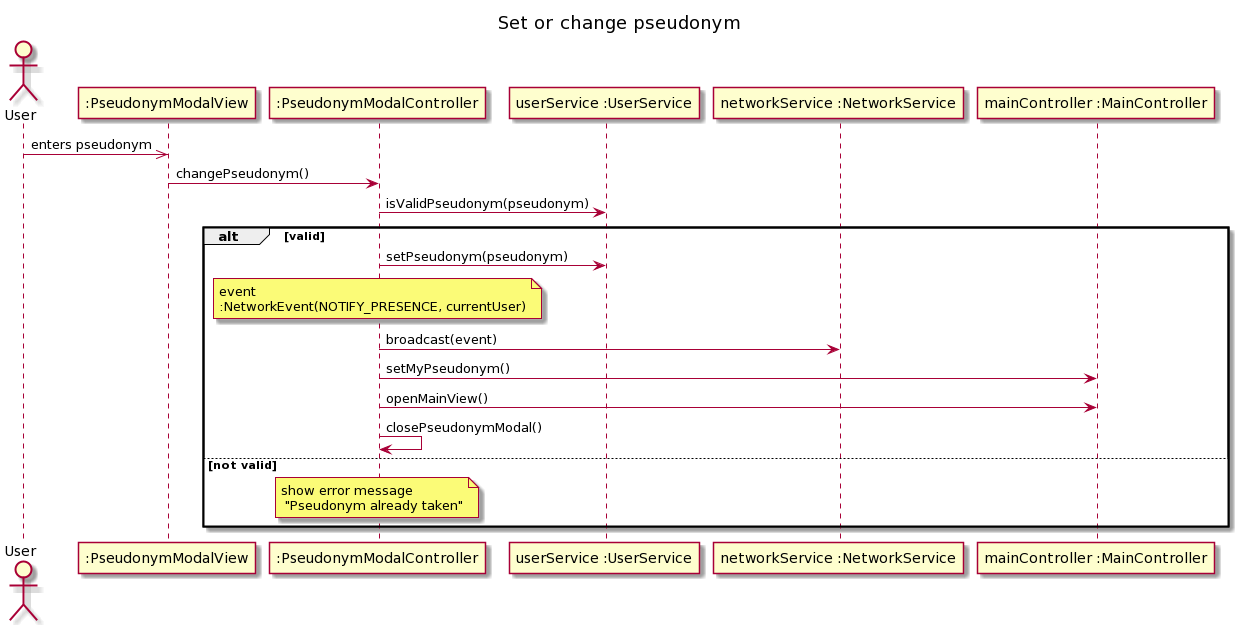 Set or change pseudonym
User
:PseudonymModalView
:PseudonymModalController
userService :UserService
networkService :NetworkService
mainController :MainController
enters pseudonym
changePseudonym()
isValidPseudonym(pseudonym)
alt
[valid]
setPseudonym(pseudonym)
event
:NetworkEvent(NOTIFY_PRESENCE, currentUser)
broadcast(event)
setMyPseudonym()
openMainView()
closePseudonymModal()
[not valid]
show error message
"Pseudonym already taken"
User
:PseudonymModalView
:PseudonymModalController
userService :UserService
networkService :NetworkService
mainController :MainController